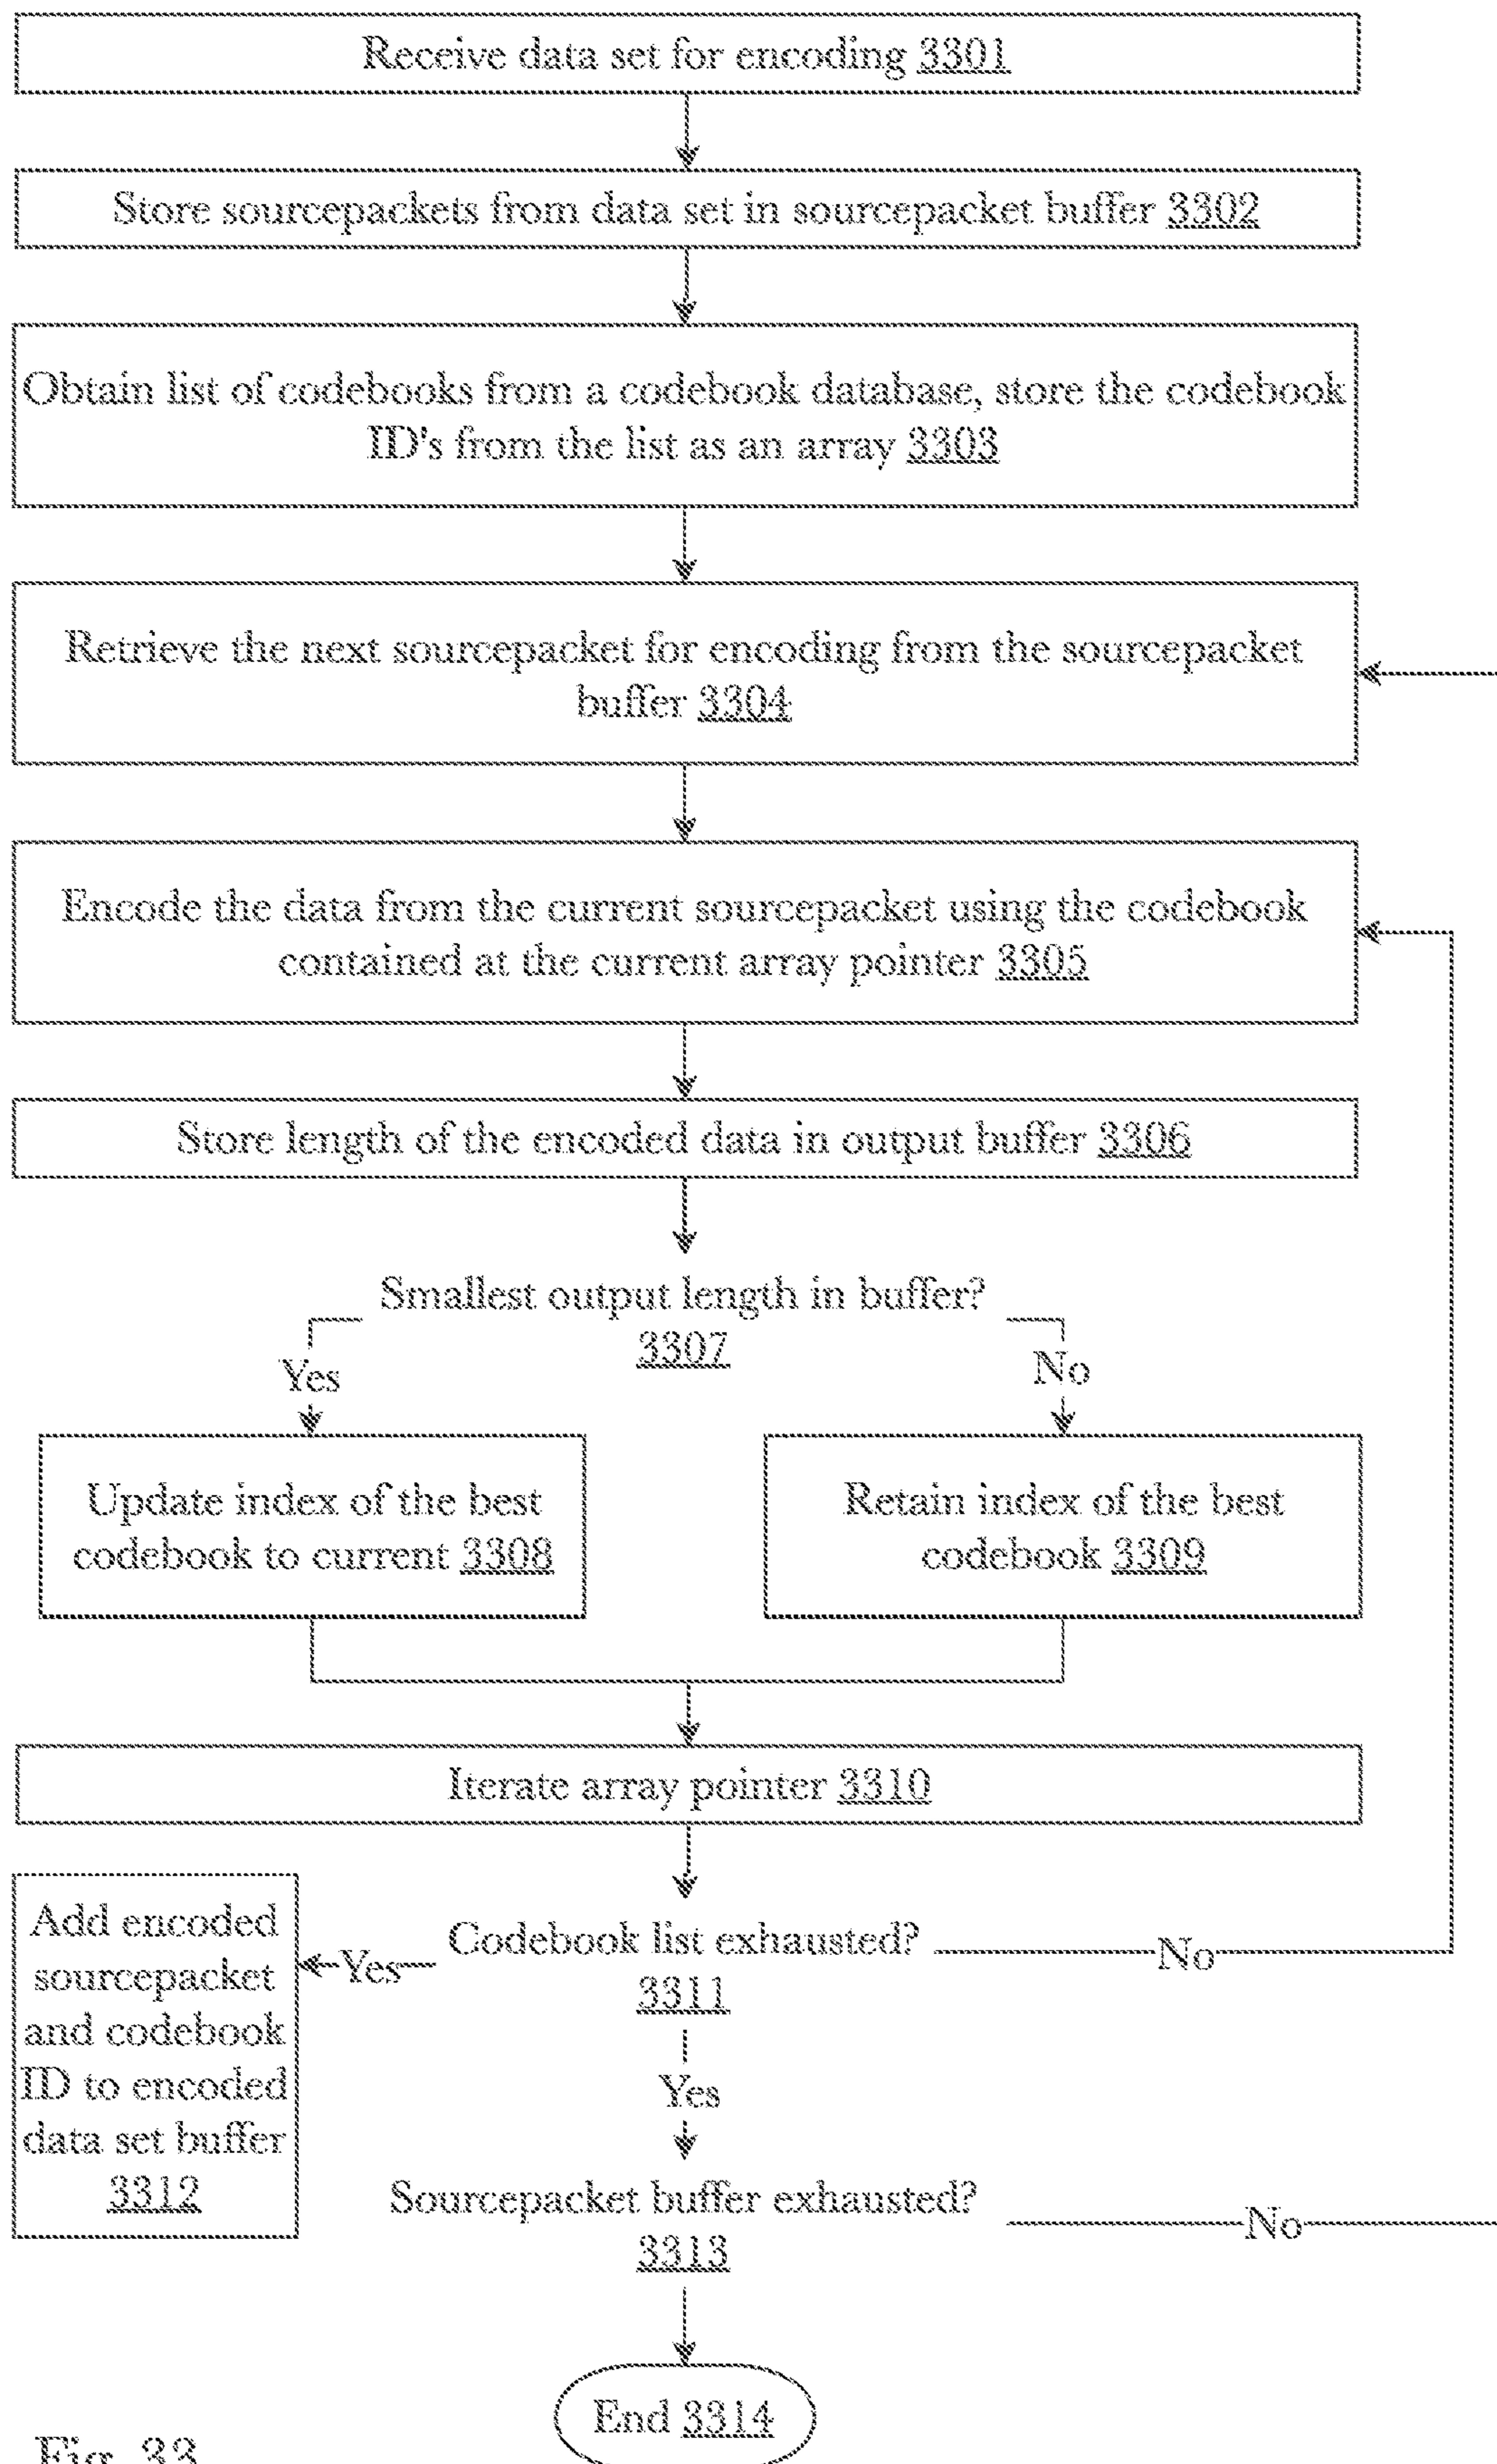 Receive data set for encoding 3301
Store sourcepackets from data set in sourcepacket buffer 3302
Obtain list of codebooks from a codebook database, store the codebook
ID's from the list as an array 3303
Retrieve the next sourcepacket for encoding from the sourcepacket
buffer 3304
Encode the data from the current sourcepacket using the codebook
contained at the current array pointer 3305
Store length of the encoded data in output buffer 3306
Smallest output length in buffer?
3307
Yes
No
Update index of the best
codebook to current 3308
Retain index of the best
codebook 3309
Iterate array pointer 3310
Codebook list exhausted?
3311
Yes
No
Add encoded
sourcepacket
and codebook
ID to encoded
data set buffer
3312
Yes
Sourcepacket buffer exhausted?
3313
No
End 3314
Fig. 33